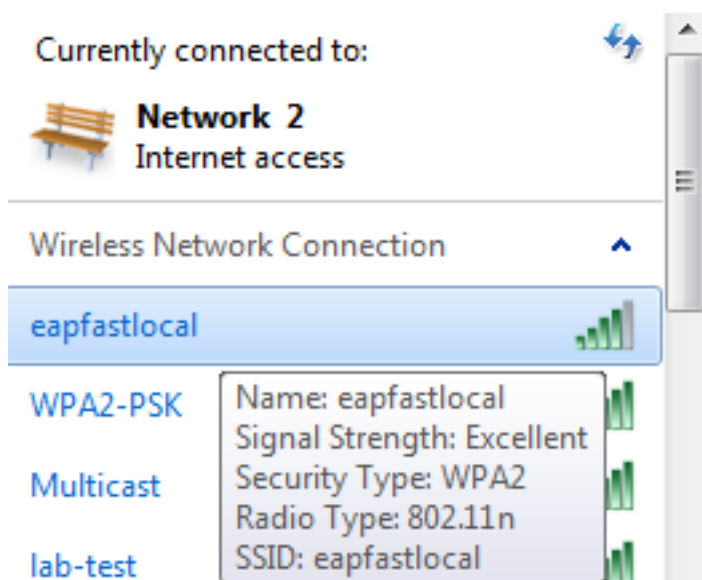 Currently connected to:
Network 2
Internet access
Wireless Network Connection
eapfastlocal
WPA2-PSK
Name: eapfastlocal
Signal Strength: Excellent
Security Type: WPA2
Radio Type: 802.11n
SSID: eapfastlocal
Multicast
lab-test